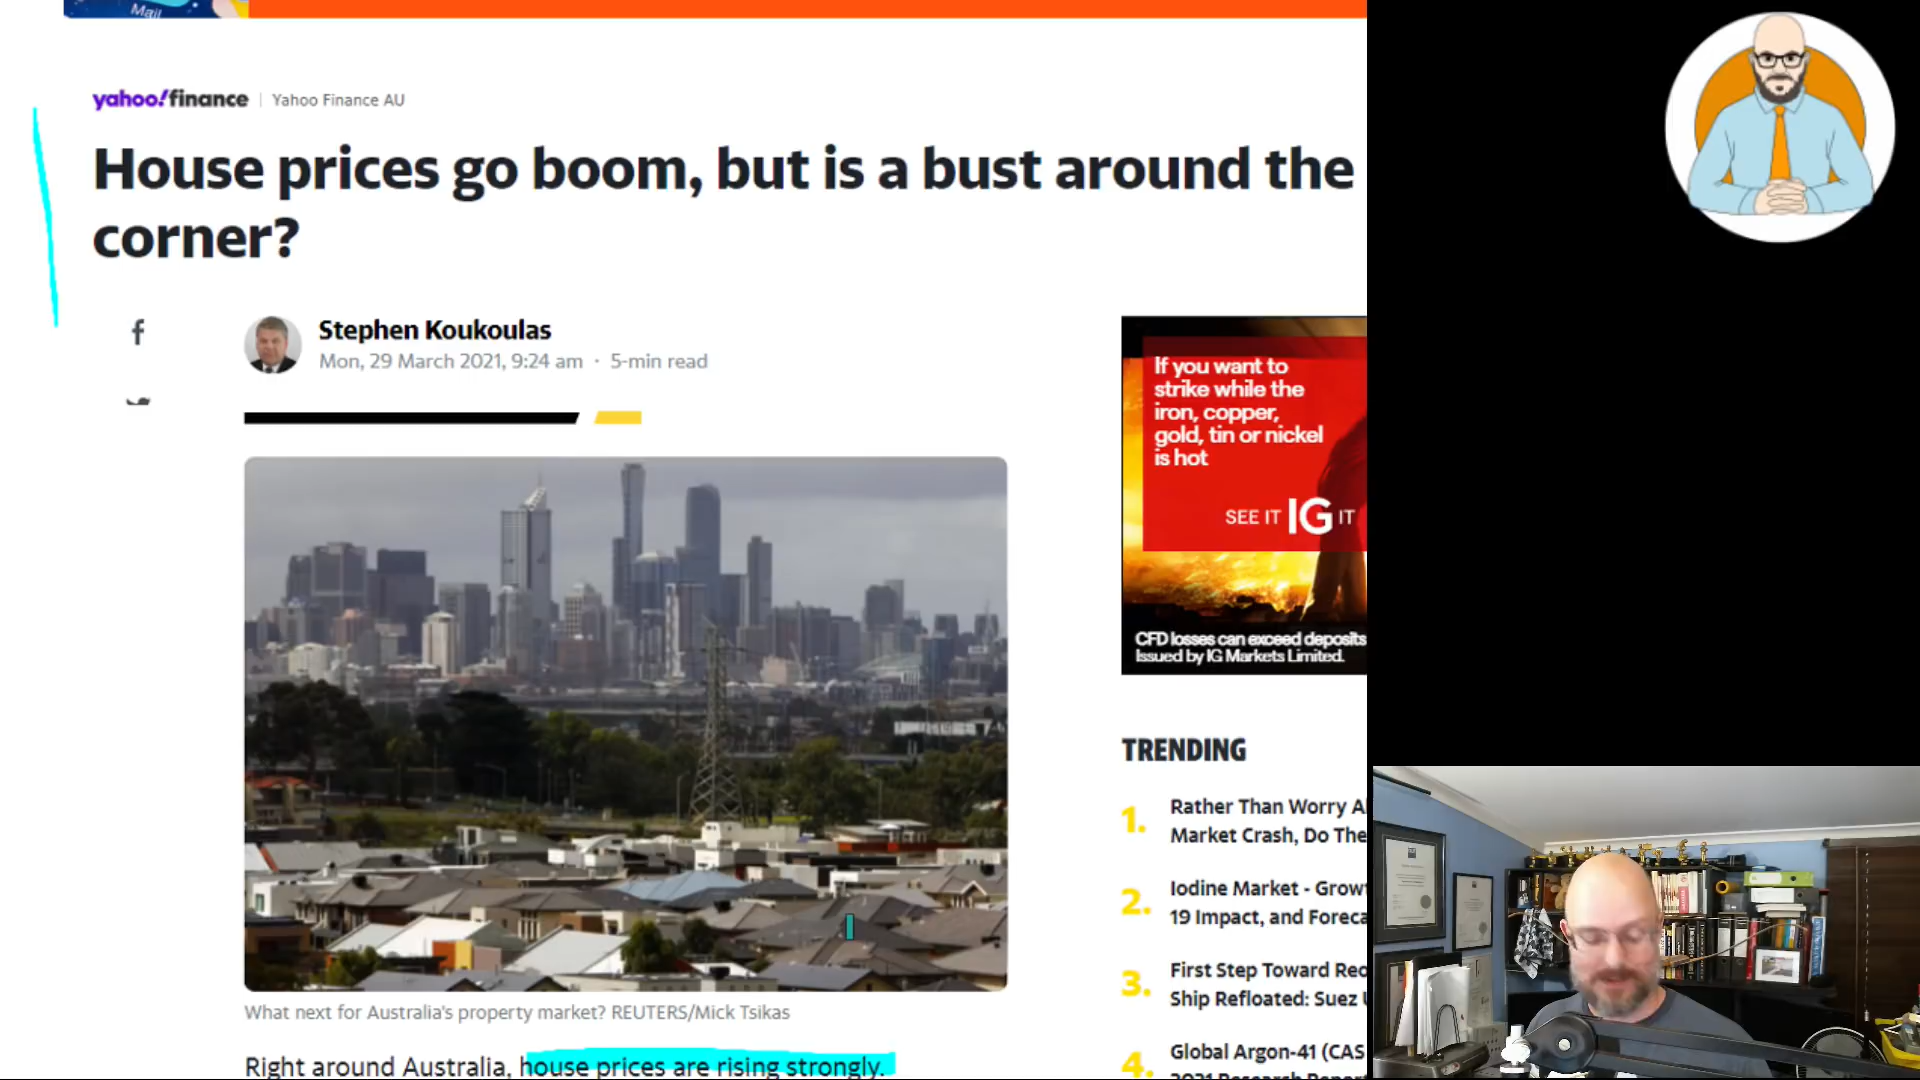 Mail
yahoo!finance | Yahoo Finance AU
House prices go boom, but is a bust around the
corner?
Stephen Koukoulas
Mon, 29 March 2021, 9:24 am · 5-min read
If you want to
strike while the
iron, copper,
gold, tin or nickel
is hot
SEE IT IG IT
CFD losses can exceed deposits
Issued by IG Markets Limited.
What next for Australia's property market? REUTERS/Mick Tsikas
Right around Australia, house prices are rising strongly.
TRENDING
1. Rather Than Worry A
Market Crash, Do The
2. Iodine Market - Grow
19 Impact, and Foreca
3. First Step Toward Rec
Ship Refloated: Suez
4. Global Argon-41 (CAS
2021 Research Report